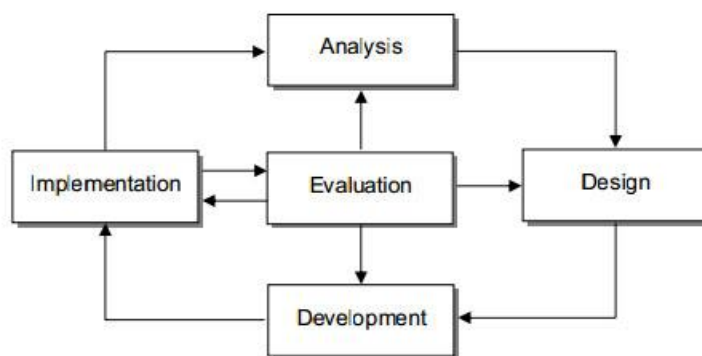 Analysis
Implementation
Evaluation
Design
Development